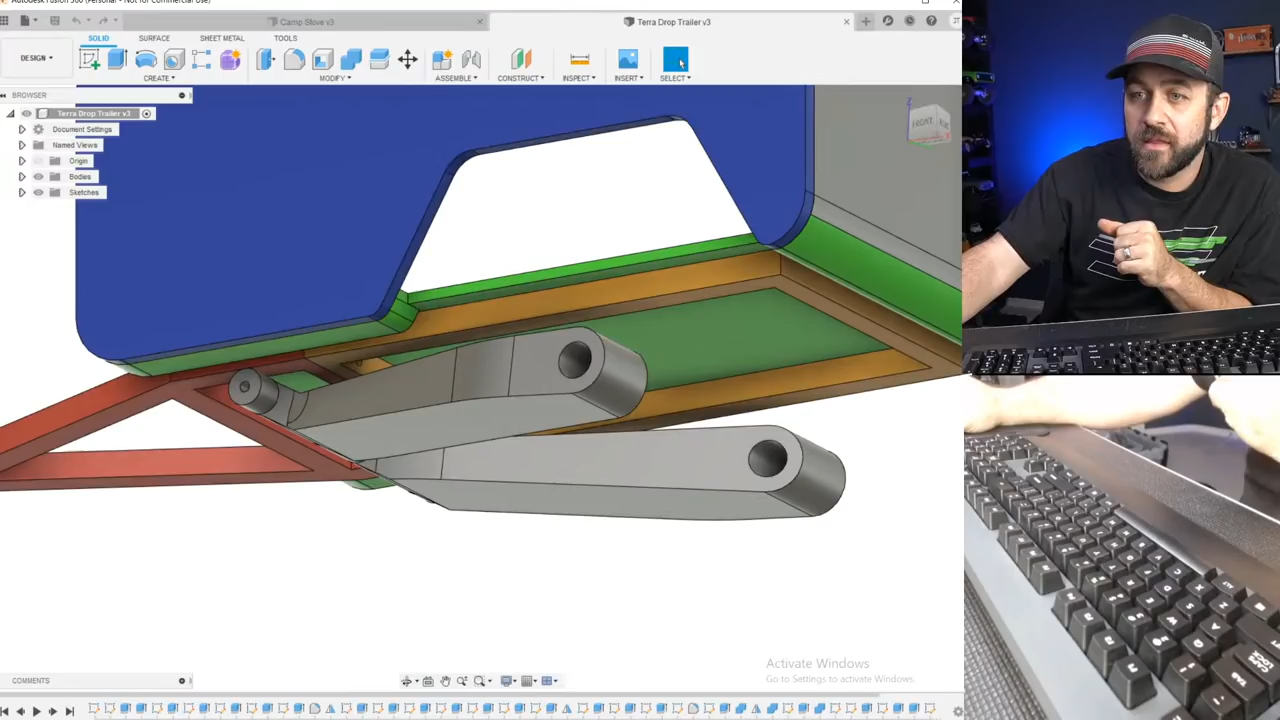 Autodesk Fusion 360 (Personal - Not for Commercial Use)
Camp Stove v3
Terra Drop Trailer v3
SOLID
SURFACE
SHEET METAL
TOOLS
DESIGN
CREATE
MODIFY
ASSEMBLE
CONSTRUCT
INSPECT
INSERT
SELECT
BROWSER
Terra Drop Trailer v3
Document Settings
Named Views
Origin
Bodies
Sketches
FRONT
Activate Windows
Go to Settings to activate Windows.
COMMENTS